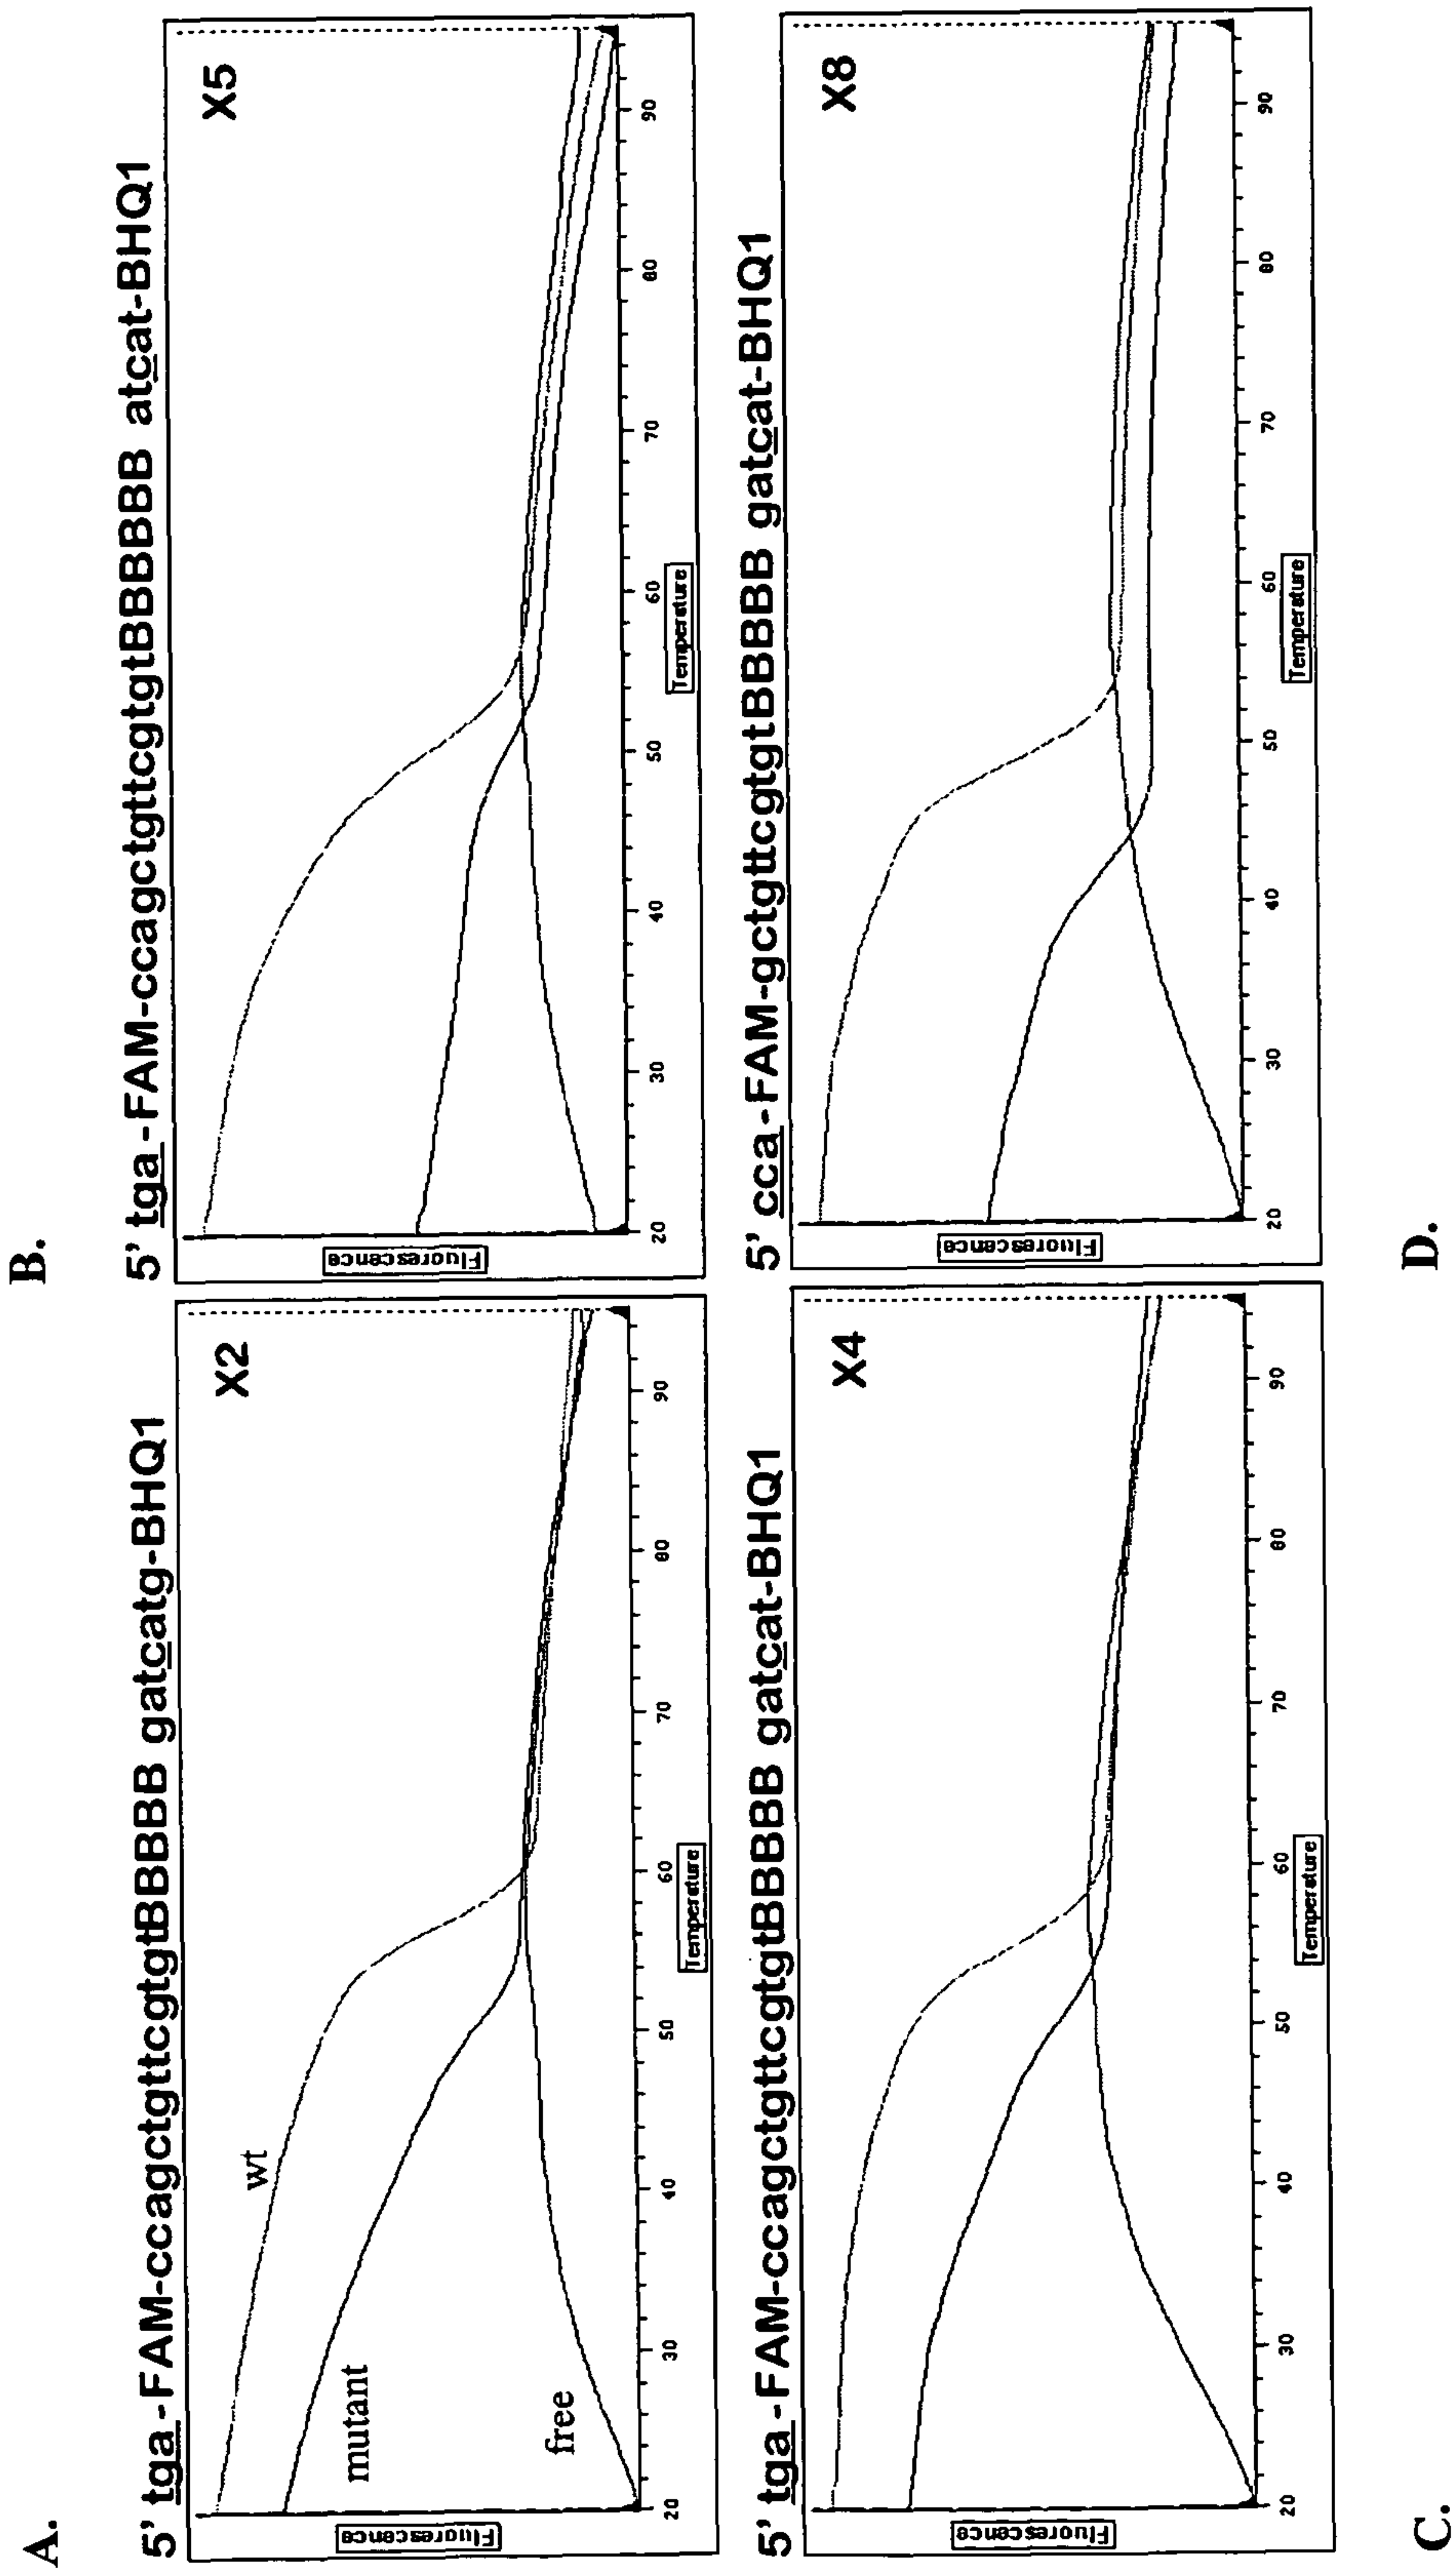 A.
5' tga-FAM-ccagctgttcgtgtBBBBB gatcatg-BHQ1
X2
wt
mutant
free
Fluorescence
20 30 40 50 60 70 80 90
Temperature
B.
5' tga-FAM-ccagctgttcgtgtBBBBB atcat-BHQ1
X5
Fluorescence
20 30 40 50 60 70 80 90
Temperature
5' tga-FAM-ccagctgttcgtgtBBBBB gatcat-BHQ1
X4
Fluorescence
20 30 40 50 60 70 80 90
Temperature
C.
5' cca-FAM-gctgttcgtgtBBBBB gatcat-BHQ1
X8
Fluorescence
20 30 40 50 60 70 80 90
Temperature
D.